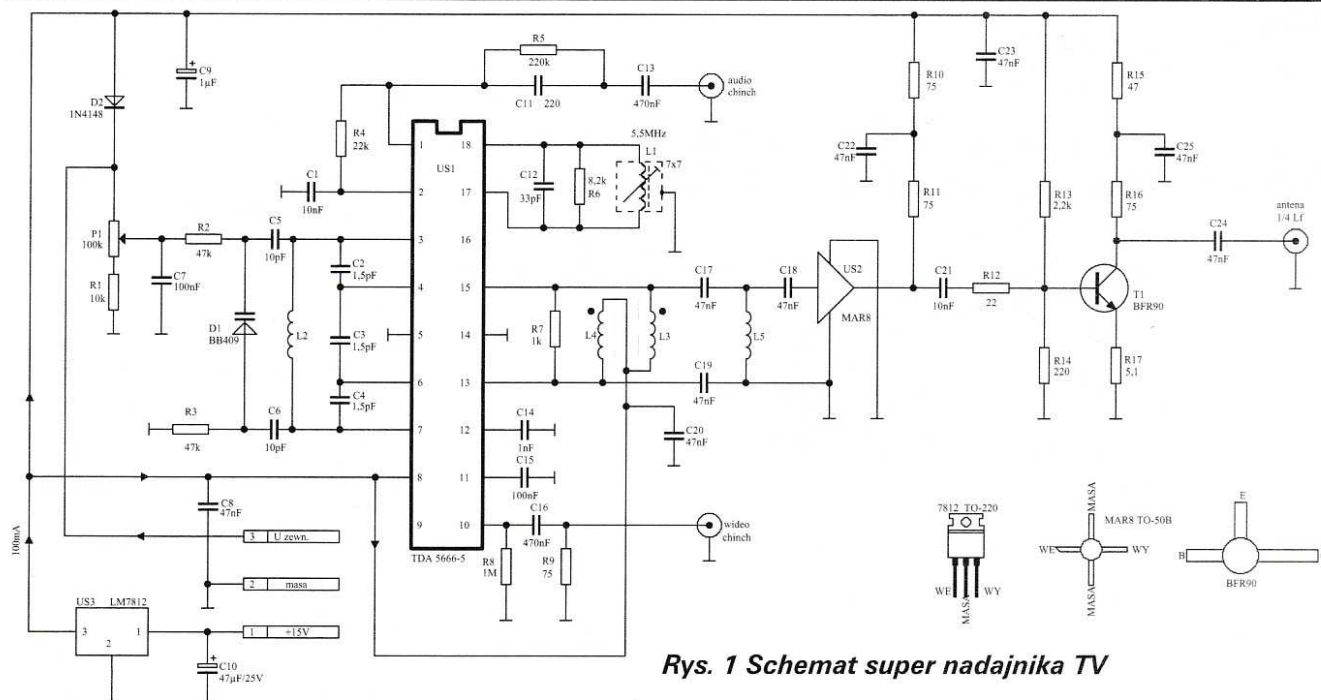 R5
220k
C13
470nF
C11 220
audio
chinch
C9
1µF
+
D2
1N4148
R4
22k
C1
10nF
1
2
3
4
5
6
7
8
9
US1
18
17
16
15
14
13
12
11
10
TDA 5666-5
5,5MHz
L1
7x7
C12
33pF
8,2k
R6
P1
100k
R1
10k
C7
100nF
R2
47k
C5
10pF
D1
BB409
L2
C2
1,5pF
C3
1,5pF
C4
1,5pF
R3
47k
C6
10pF
C8
47nF
R7
1k
L4
L3
C17
47nF
C19
47nF
L5
C18
47nF
US2
MAR8
C20
47nF
C14
1nF
C15
100nF
C16
470nF
R8
1M
R9
75
wideo
chinch
R10
75
C22
47nF
R11
75
C23
47nF
C21
10nF
R12
22
R13
2,2k
R14
220
R15
47
C25
47nF
R16
75
T1
BFR90
R17
5,1
C24
47nF
antena
1/4 Lf
100mA
3 U zewn.
2 masa
1 +15V
US3 LM7812
3
1
2
+
C10
47µF/25V
7812 TO-220
WE
MASA
WY
MASA
MAR8 TO-50B
WE
WY
MASA
E
B
BFR90
Rys. 1 Schemat super nadajnika TV